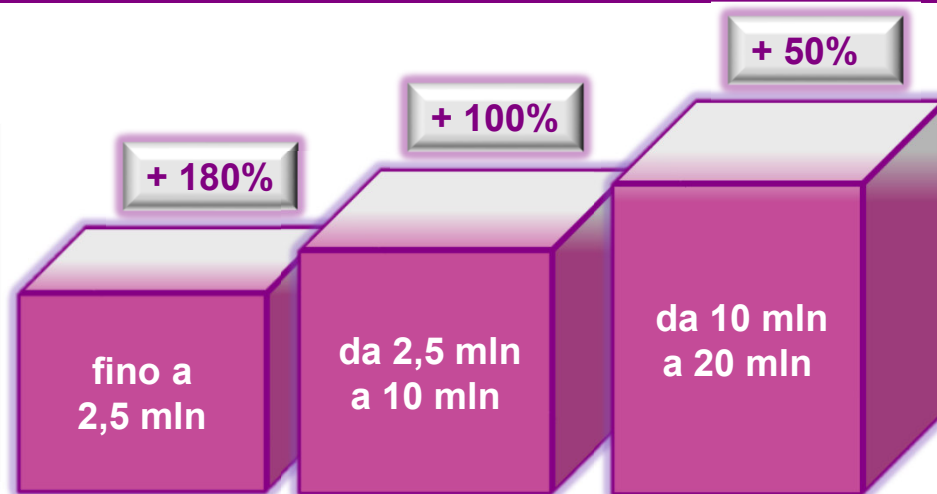 + 180%
fino a
2,5 mln
+ 100%
da 2,5 mln
a 10 mln
+ 50%
da 10 mln
a 20 mln